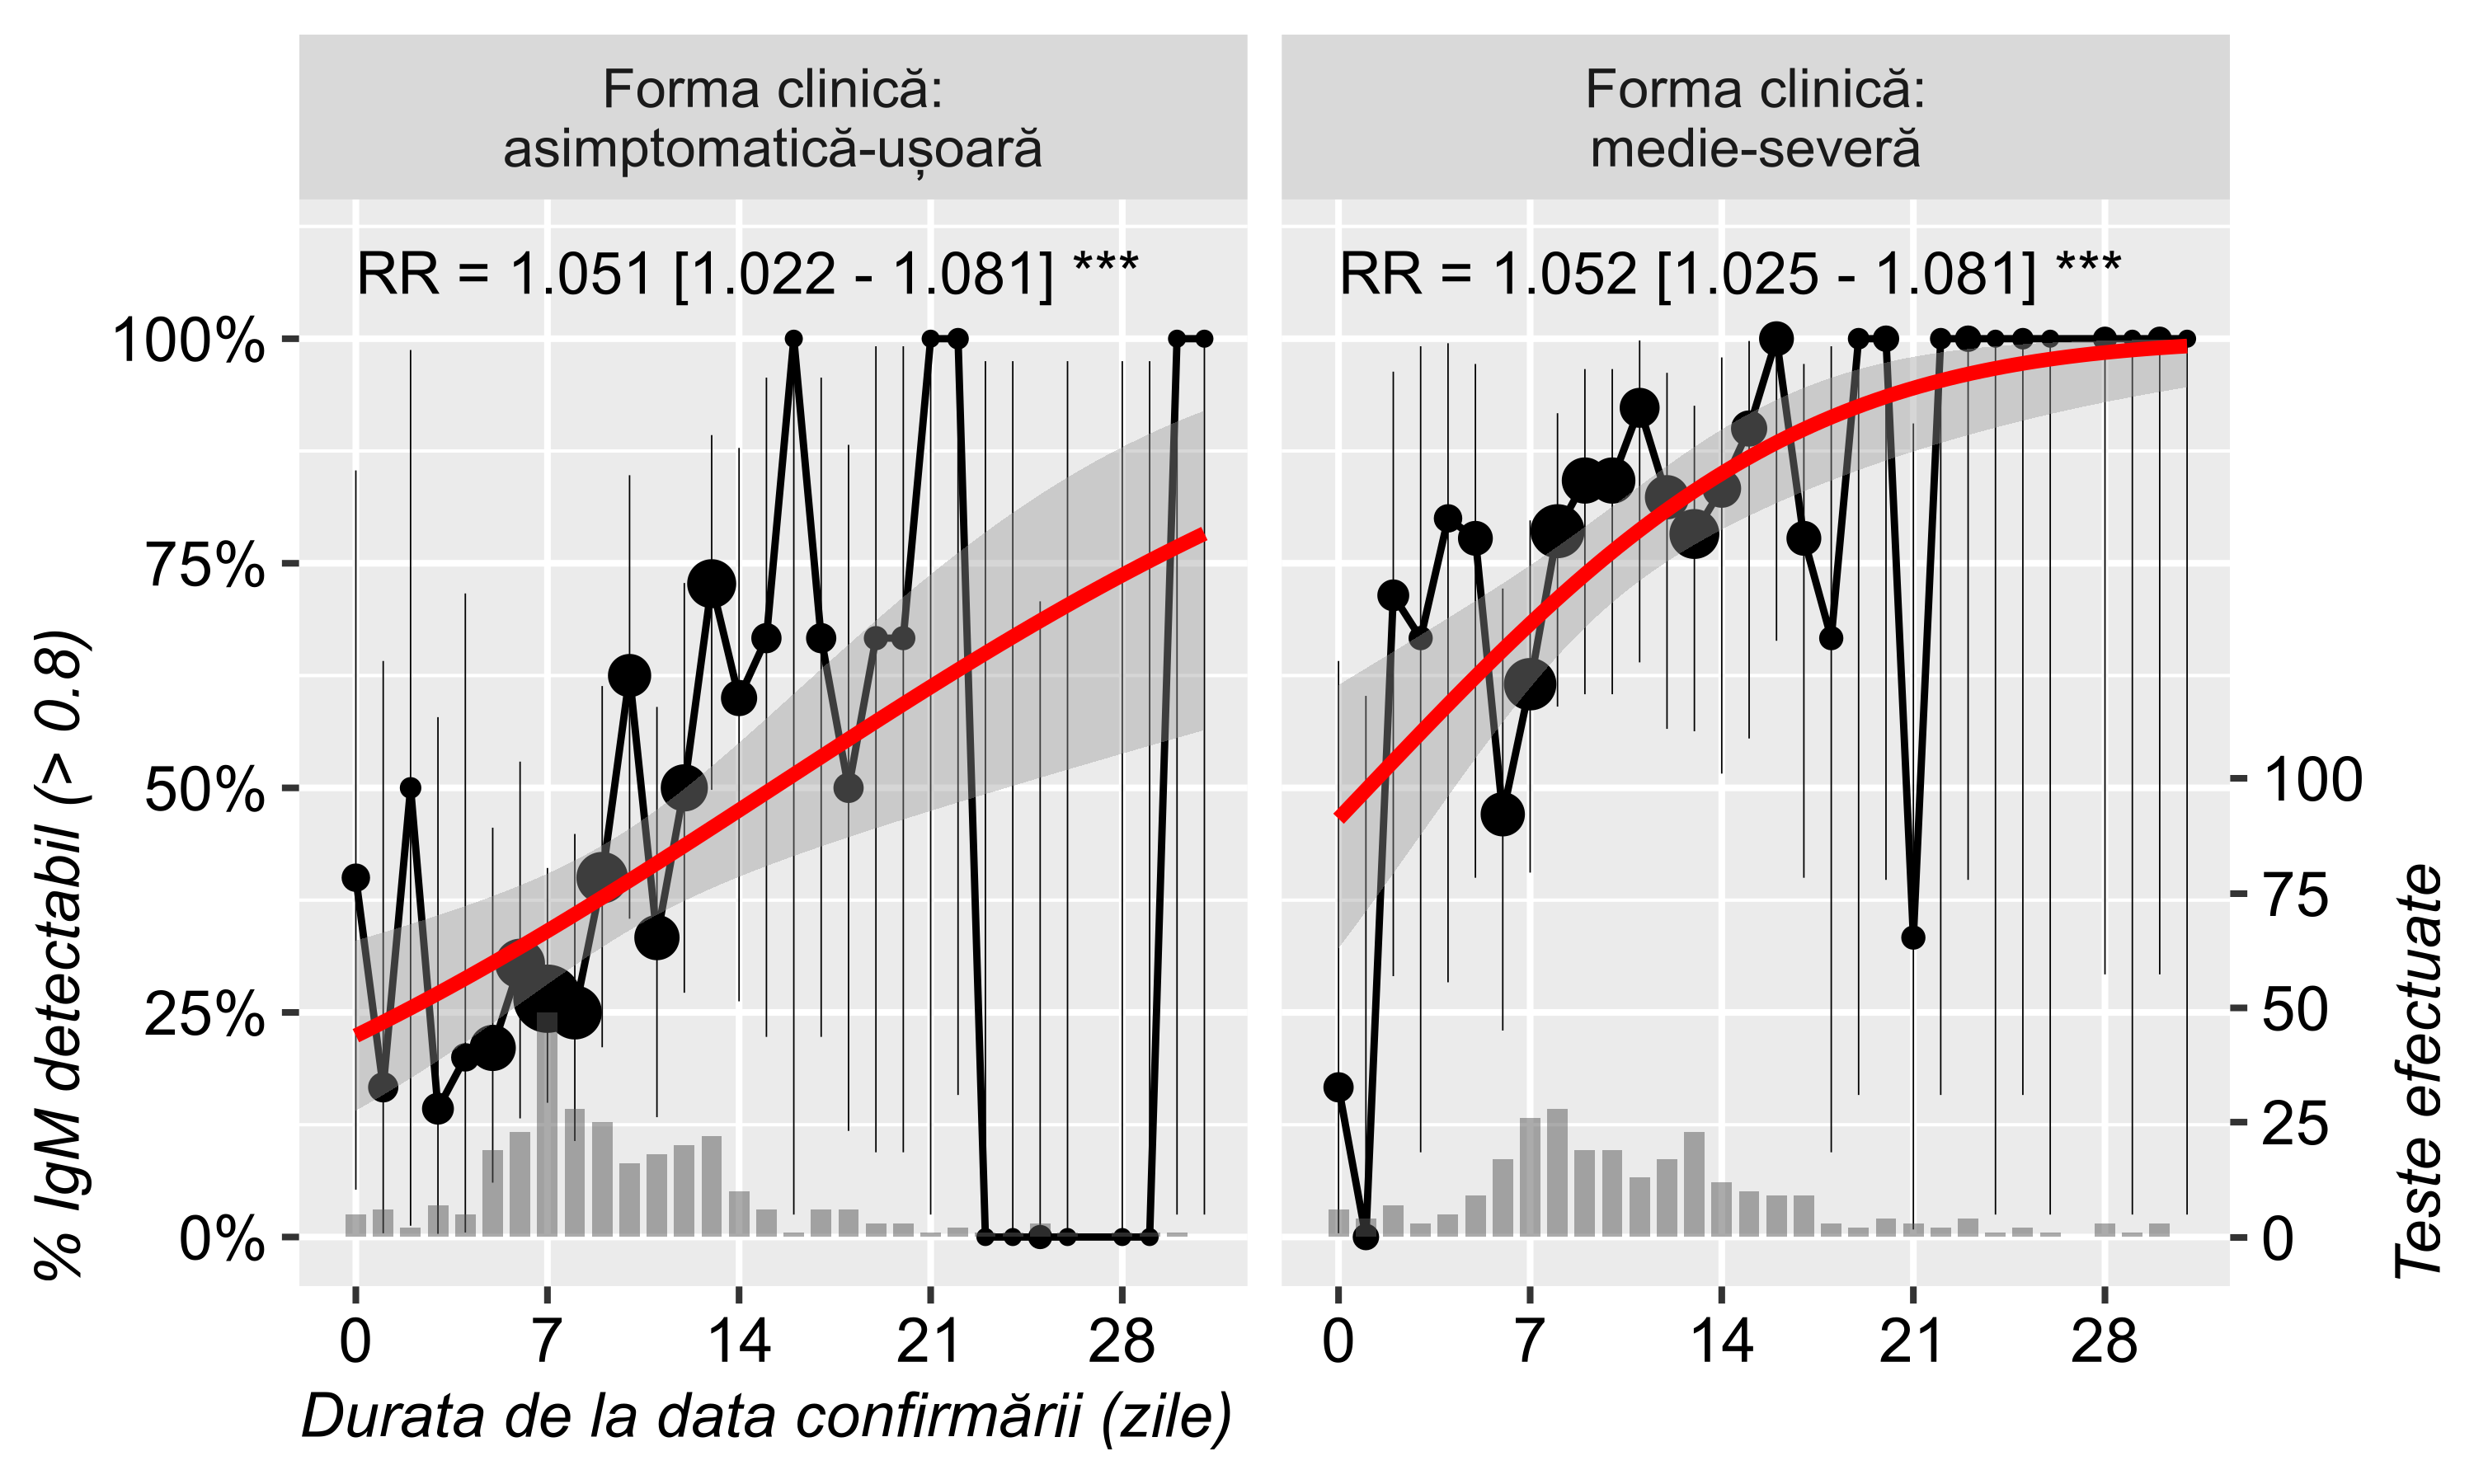 Forma clinică:
asimptomatică-ușoară
Forma clinică:
medie-severă
RR = 1.051 [1.022 - 1.081] ***
RR = 1.052 [1.025 - 1.081] ***
100%
75%
50%
25%
0%
% IgM detectabil (> 0.8)
100
75
50
25
0
Teste efectuate
0 7 14 21 28
0 7 14 21 28
Durata de la data confirmării (zile)